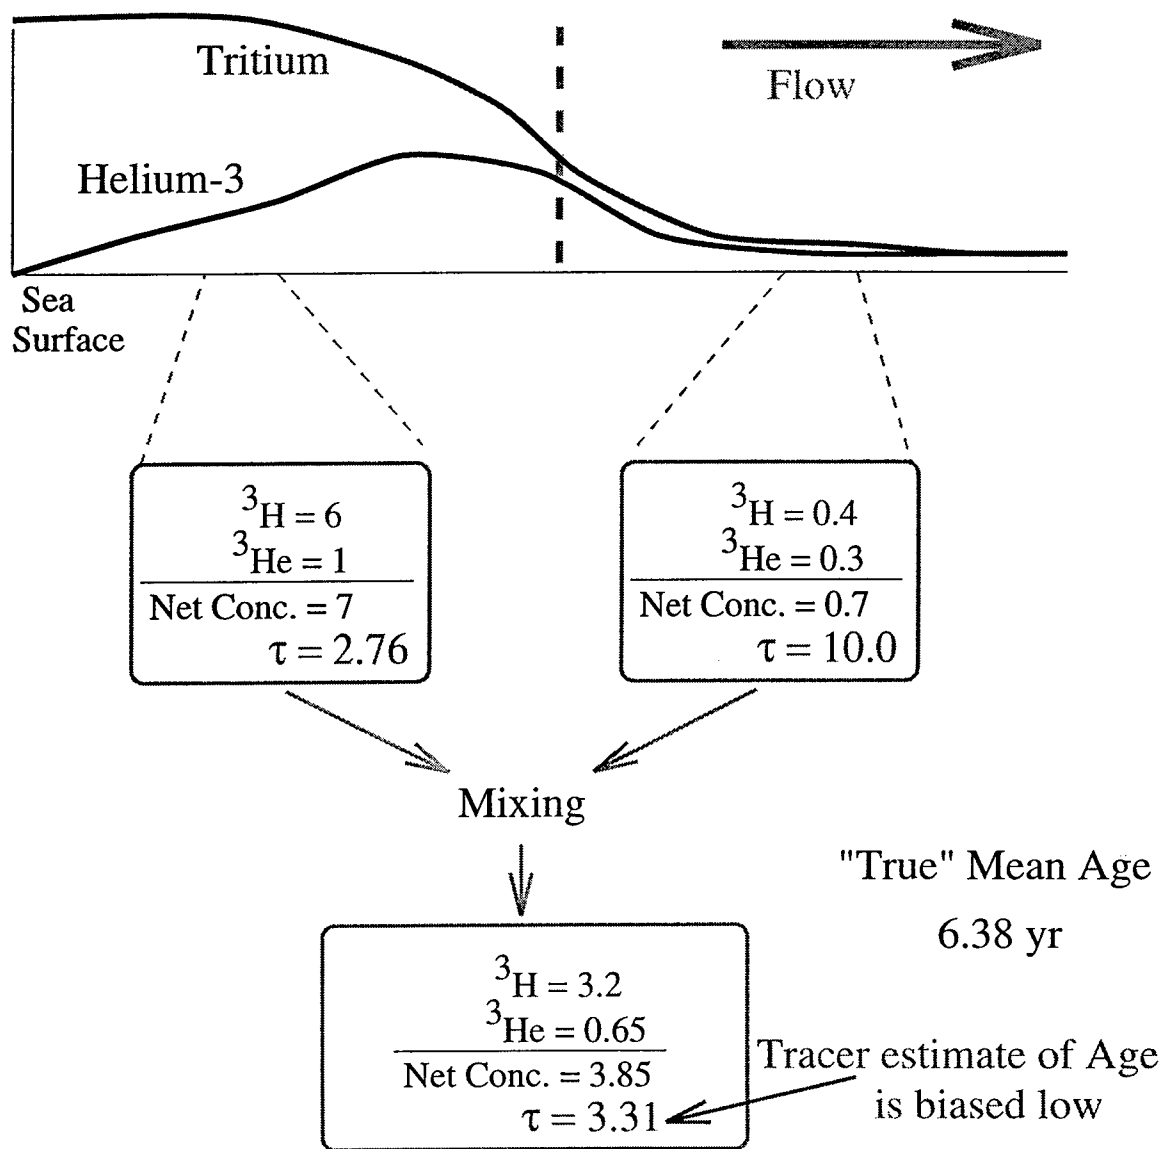 Tritium
Flow
Helium-3
Sea
Surface
³H = 6
³He = 1
Net Conc. = 7
τ = 2.76
³H = 0.4
³He = 0.3
Net Conc. = 0.7
τ = 10.0
Mixing
"True" Mean Age
6.38 yr
³H = 3.2
³He = 0.65
Net Conc. = 3.85
τ = 3.31
Tracer estimate of Age
is biased low